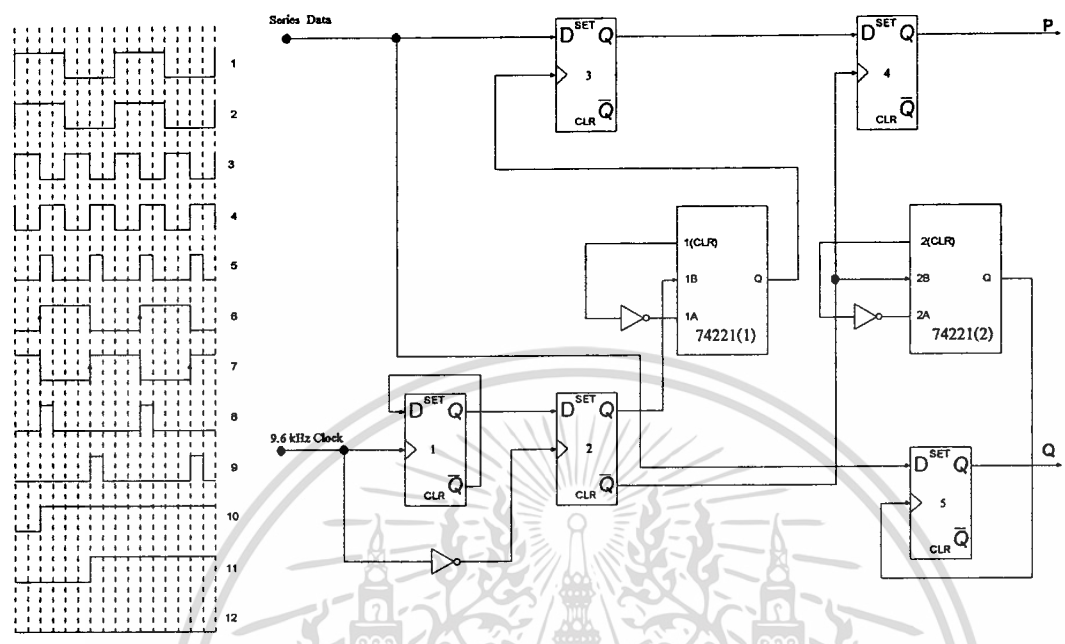 1
2
3
4
5
6
7
8
9
10
11
12
Series Data
D SET Q
3
CLR Q̅
D SET Q
4
CLR Q̅
P
1(CLR)
1B
1A
Q
74221(1)
2(CLR)
2B
2A
Q
74221(2)
9.6 kHz Clock
D SET Q
1
CLR Q̅
D SET Q
2
CLR Q̅
D SET Q
5
CLR Q̅
Q